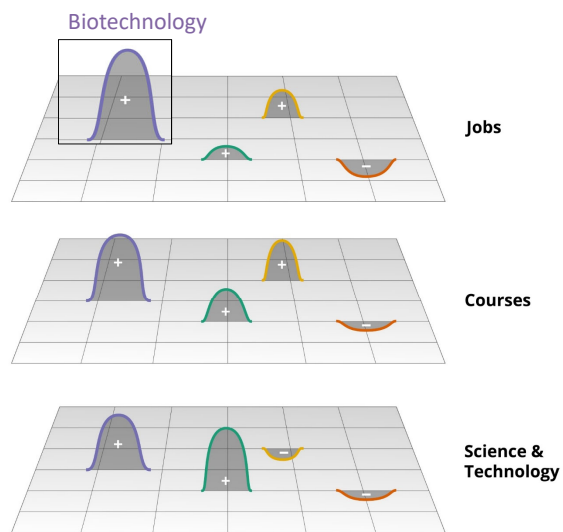 Biotechnology
+
+
+
−
Jobs
+
+
+
−
Courses
+
+
−
−
Science &
Technology